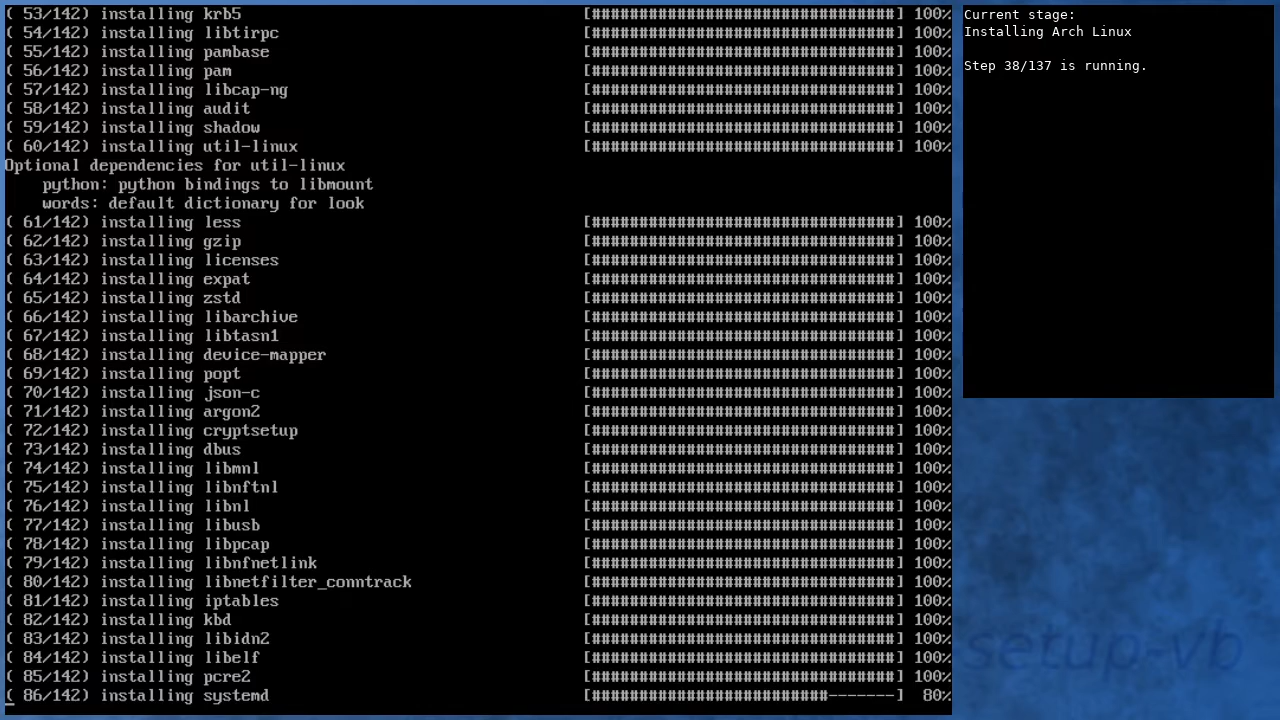 ( 53/142) installing krb5 [################################] 100%
( 54/142) installing libtirpc [################################] 100%
( 55/142) installing pambase [################################] 100%
( 56/142) installing pam [################################] 100%
( 57/142) installing libcap-ng [################################] 100%
( 58/142) installing audit [################################] 100%
( 59/142) installing shadow [################################] 100%
( 60/142) installing util-linux [################################] 100%
Optional dependencies for util-linux
    python: python bindings to libmount
    words: default dictionary for look
( 61/142) installing less [################################] 100%
( 62/142) installing gzip [################################] 100%
( 63/142) installing licenses [################################] 100%
( 64/142) installing expat [################################] 100%
( 65/142) installing zstd [################################] 100%
( 66/142) installing libarchive [################################] 100%
( 67/142) installing libtasn1 [################################] 100%
( 68/142) installing device-mapper [################################] 100%
( 69/142) installing popt [################################] 100%
( 70/142) installing json-c [################################] 100%
( 71/142) installing argon2 [################################] 100%
( 72/142) installing cryptsetup [################################] 100%
( 73/142) installing dbus [################################] 100%
( 74/142) installing libmnl [################################] 100%
( 75/142) installing libnftnl [################################] 100%
( 76/142) installing libnl [################################] 100%
( 77/142) installing libusb [################################] 100%
( 78/142) installing libpcap [################################] 100%
( 79/142) installing libnfnetlink [################################] 100%
( 80/142) installing libnetfilter_conntrack [################################] 100%
( 81/142) installing iptables [################################] 100%
( 82/142) installing kbd [################################] 100%
( 83/142) installing libidn2 [################################] 100%
( 84/142) installing libelf [################################] 100%
( 85/142) installing pcre2 [################################] 100%
( 86/142) installing systemd [#########################-------] 80%
Current stage:
Installing Arch Linux
Step 38/137 is running.
setup-vb